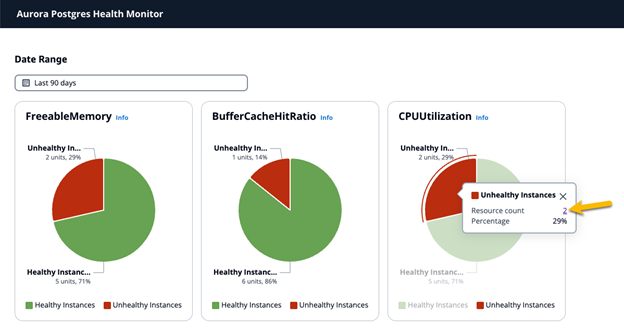 Aurora Postgres Health Monitor
Date Range
Last 90 days
FreeableMemory Info
Unhealthy In...
2 units, 29%
Healthy Instanc...
5 units, 71%
Healthy Instances Unhealthy Instances
BufferCacheHitRatio Info
Unhealthy In...
1 units, 14%
Healthy Instanc...
6 units, 86%
Healthy Instances Unhealthy Instances
CPUUtilization Info
Unhealthy In...
2 units, 29%
Unhealthy Instances
Resource count 2
Percentage 29%
Healthy Instanc...
5 units, 71%
Healthy Instances Unhealthy Instances